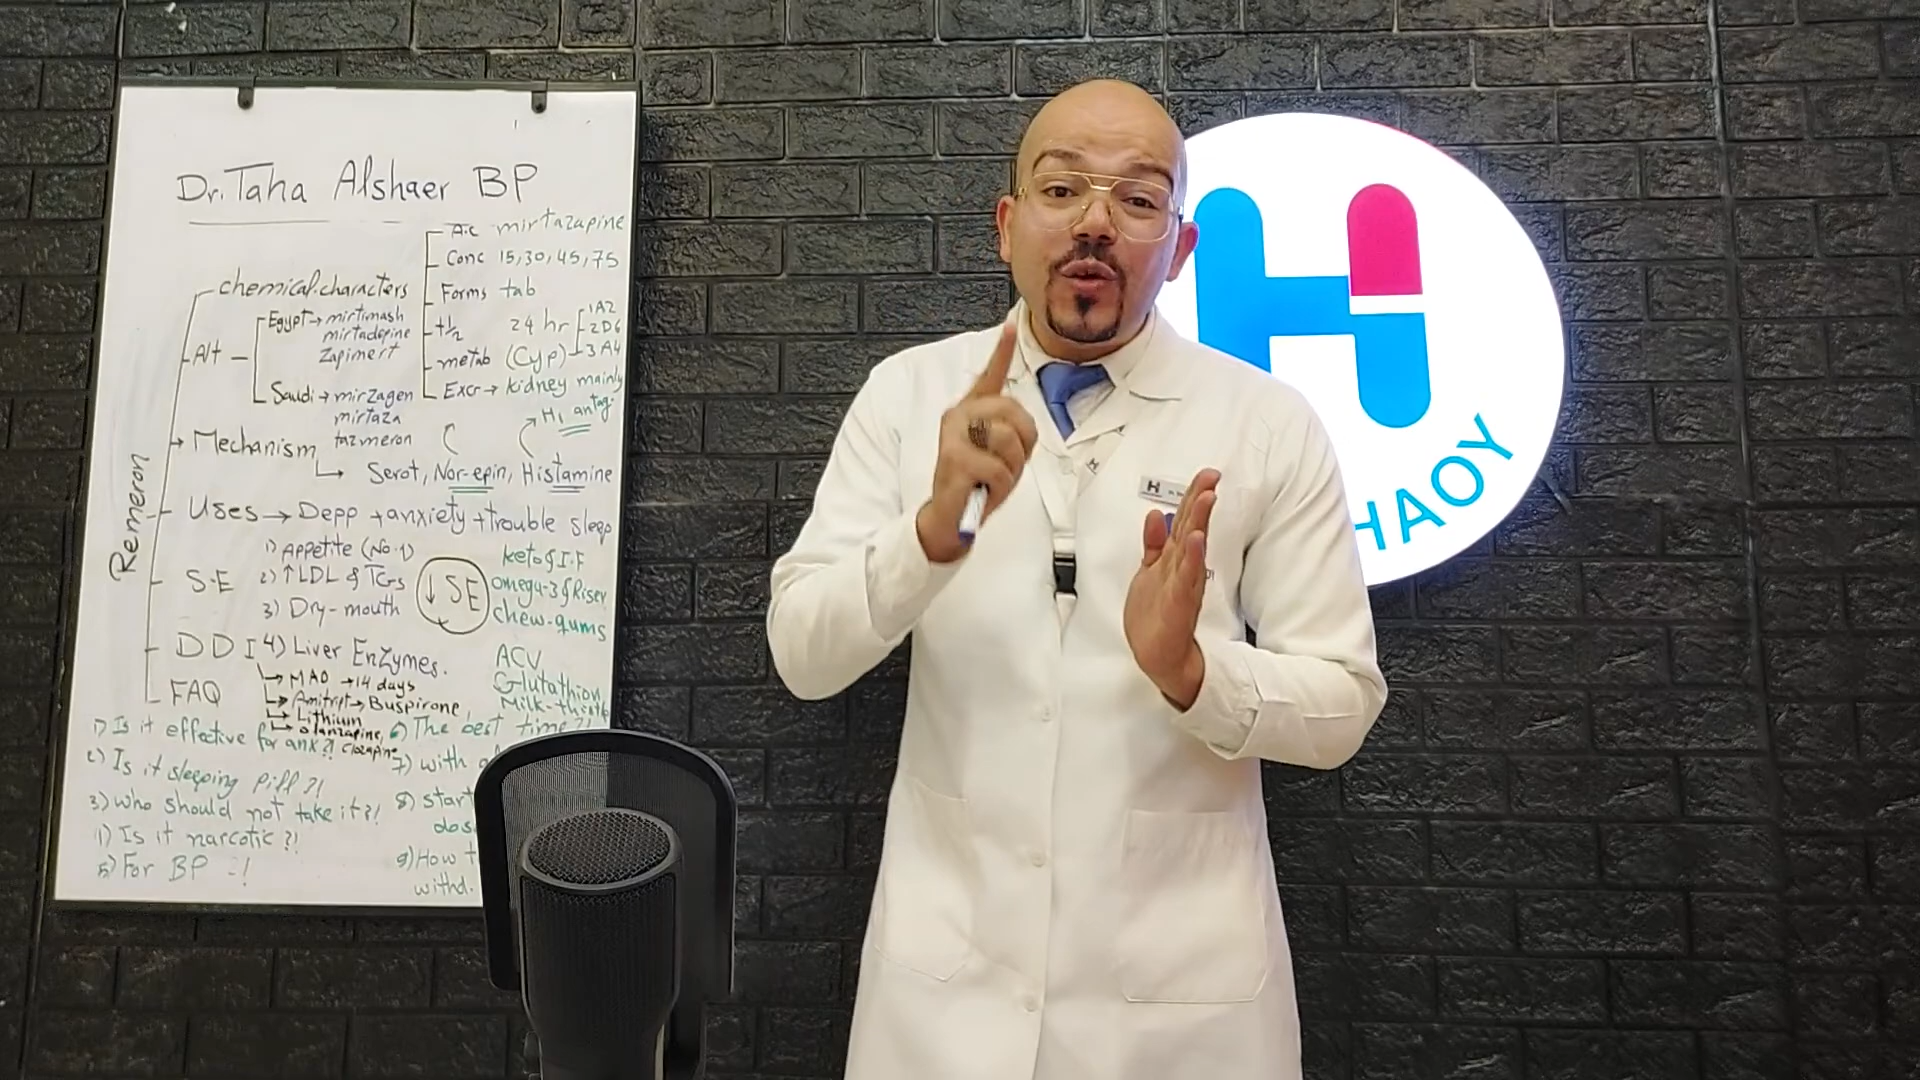 Dr. Taha Alshaer BP
Remeron
chemical characters
A.c mirtazapine
Conc 15, 30, 45, 75
Forms tab
t1/2 24 hr
metab (Cyp) 1A2
2D6
3A4
Excr → kidney mainly
Alt
Egypt → mirtimash
mirtadepine
Zapimert
Saudi → mirzagen
mirtaza
tazmeron
Mechanism
Serot, Nor-epin, Histamine
H1 antag.
Uses → Depp + anxiety + trouble sleep
S.E
1) Appetite (No.1)
2) ↑ LDL & TGs
3) Dry-mouth
4) Liver Enzymes.
↓ SE
keto & I.F
omega-3 &
chew-gums
ACV
Glutathion
Milk-
DDI
→ MAO → 14 days
→ Amitript → Buspirone
→ Lithium
→ olanzapine,
Clozapine
FAQ
1) Is it effective for anx?!
2) Is it sleeping pill?!
3) who should not take it?!
4) Is it narcotic?!
5) For BP -!
6) The best time?!
7) with
8) start
dos
9) How t
withd.
H
HAOY